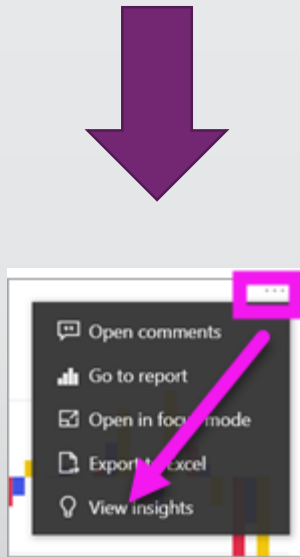 ...
Open comments
Go to report
Open in focus mode
Export to Excel
View insights